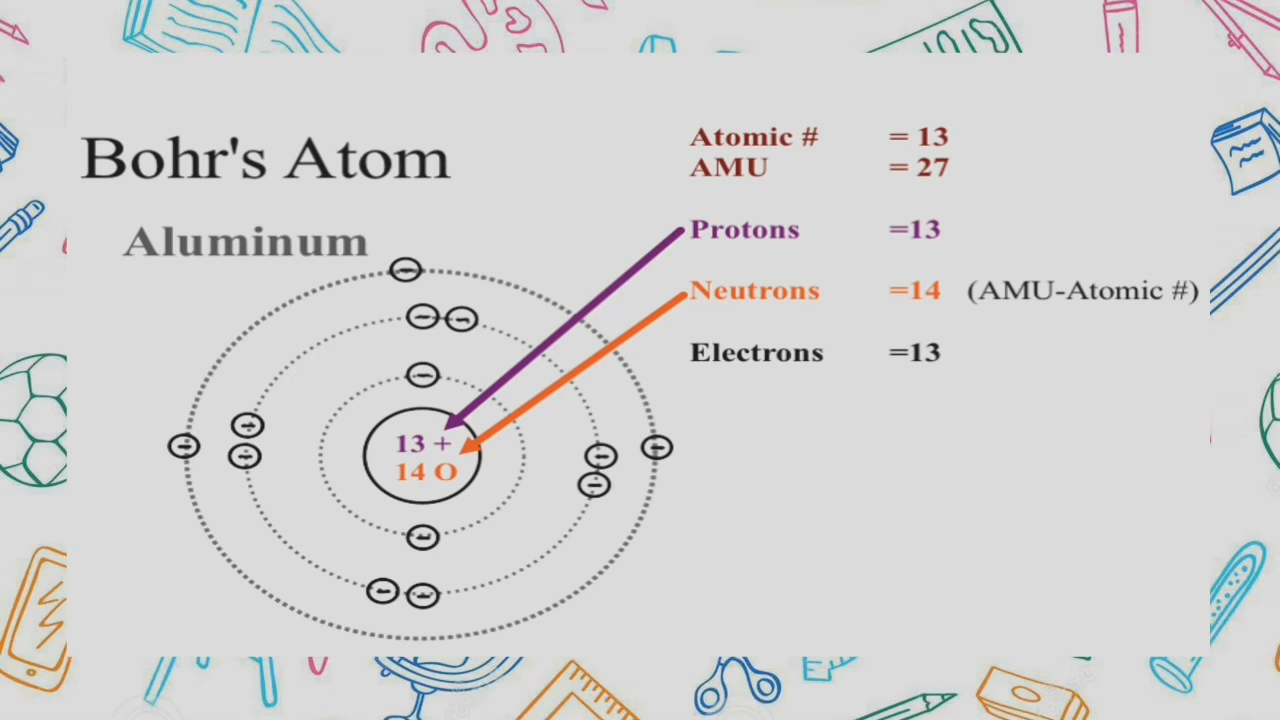 Bohr's Atom
Aluminum
Atomic # = 13
AMU = 27
Protons =13
Neutrons =14 (AMU-Atomic #)
Electrons =13
13 +
14 O